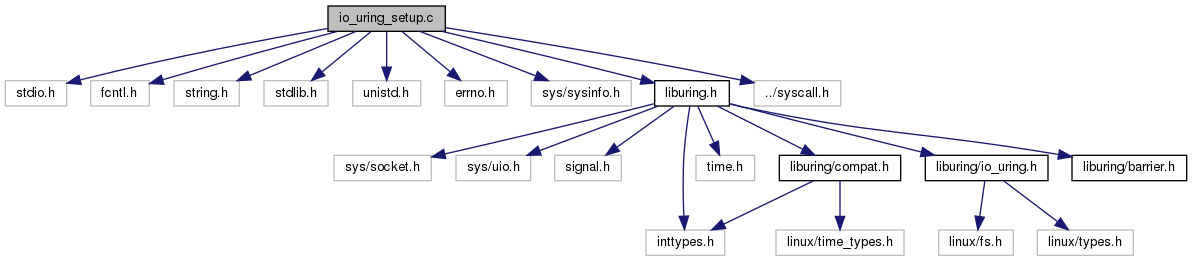 io_uring_setup.c
stdio.h
fcntl.h
string.h
stdlib.h
unistd.h
errno.h
sys/sysinfo.h
liburing.h
../syscall.h
sys/socket.h
sys/uio.h
signal.h
time.h
liburing/compat.h
liburing/io_uring.h
liburing/barrier.h
inttypes.h
linux/time_types.h
linux/fs.h
linux/types.h